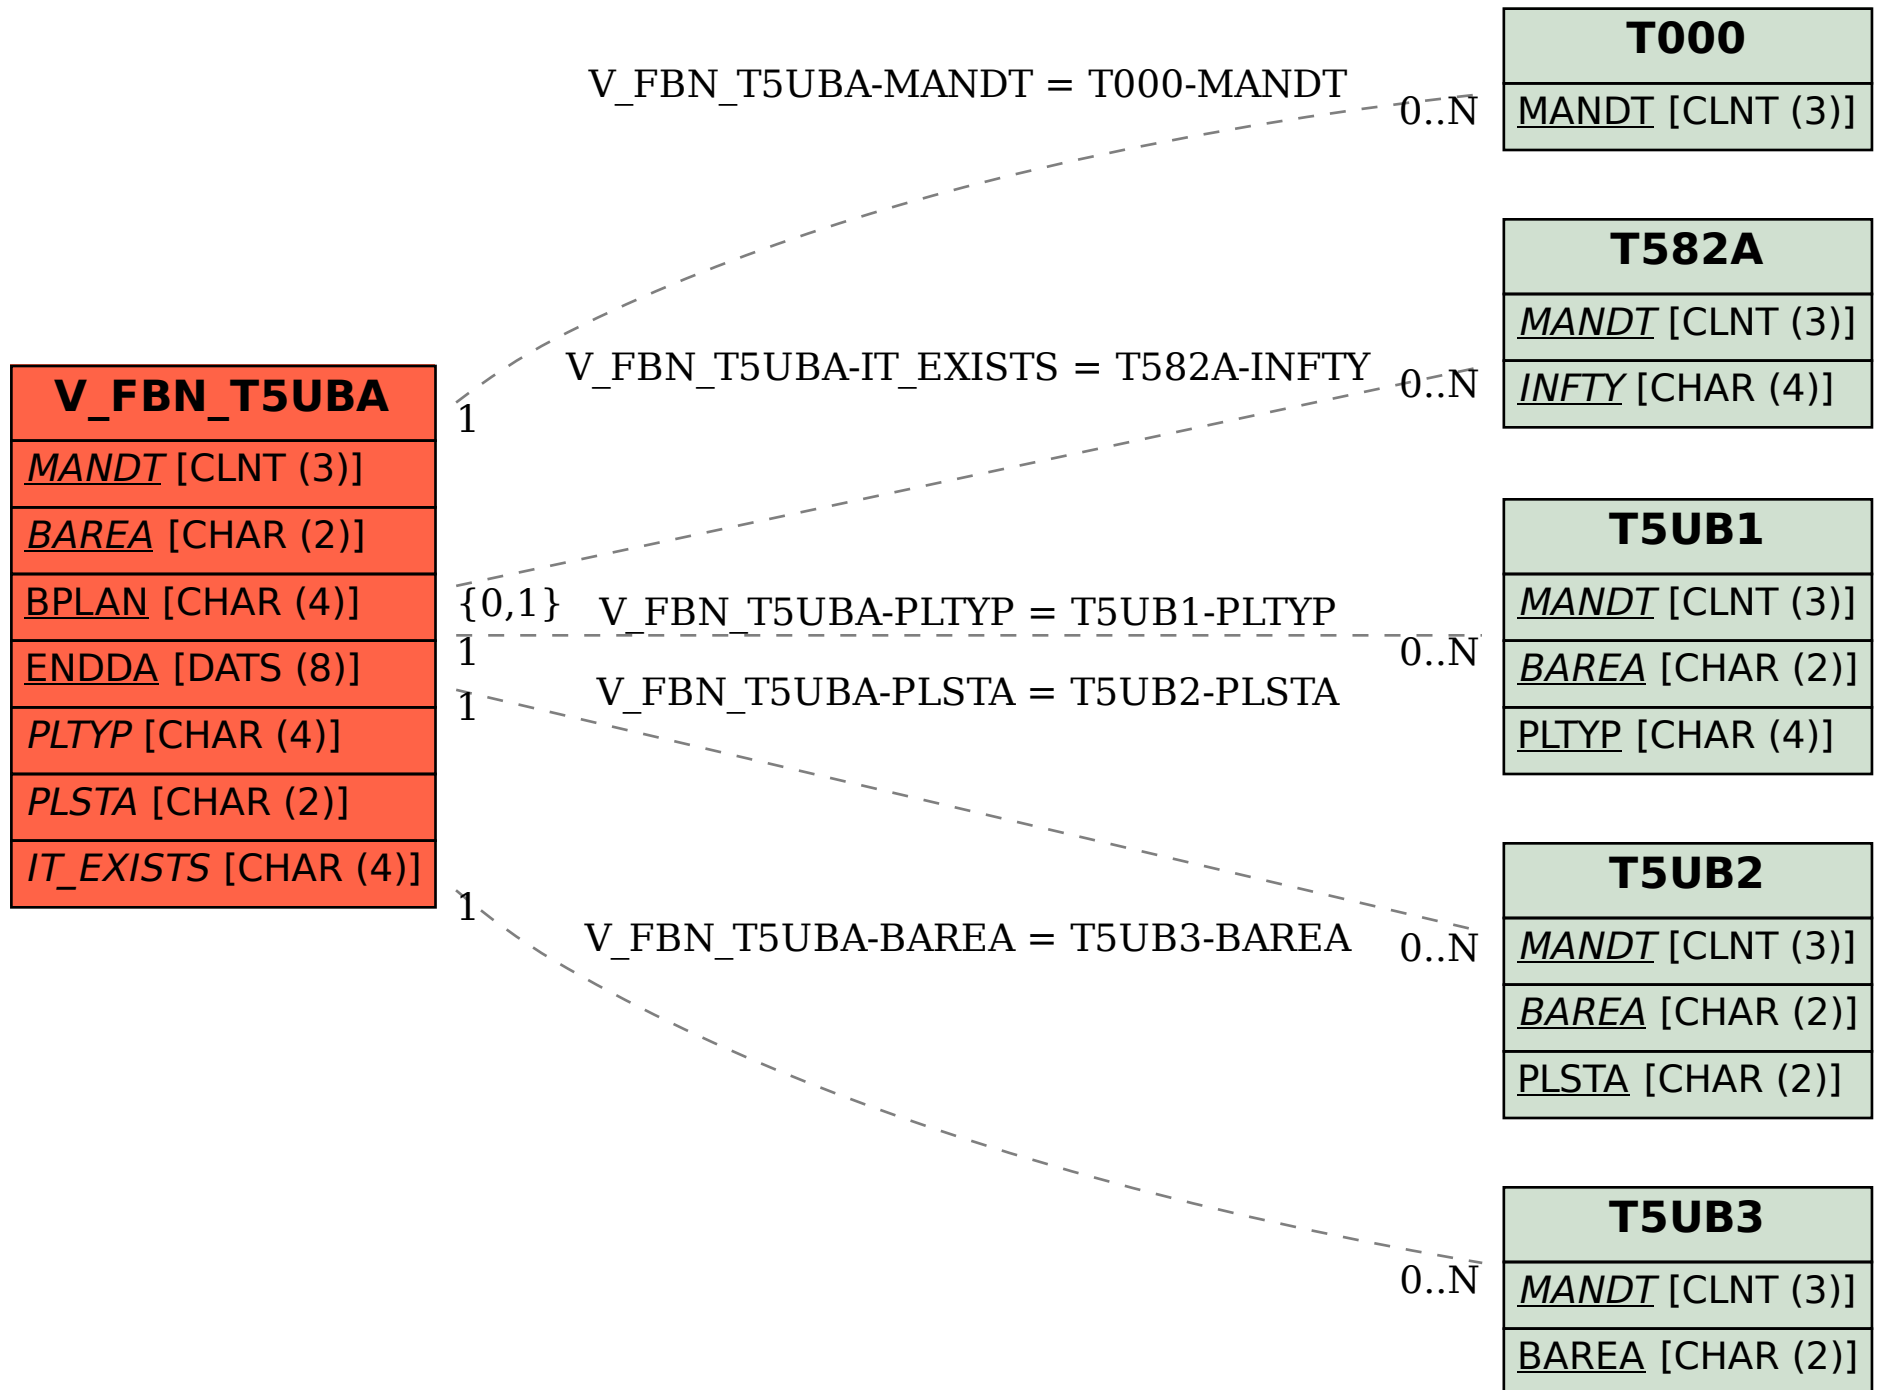 V_FBN_T5UBA
MANDT [CLNT (3)]
BAREA [CHAR (2)]
BPLAN [CHAR (4)]
ENDDA [DATS (8)]
PLTYP [CHAR (4)]
PLSTA [CHAR (2)]
IT_EXISTS [CHAR (4)]
V_FBN_T5UBA-MANDT = T000-MANDT
0..N
1
V_FBN_T5UBA-IT_EXISTS = T582A-INFTY
0..N
{0,1}
V_FBN_T5UBA-PLTYP = T5UB1-PLTYP
1
0..N
V_FBN_T5UBA-PLSTA = T5UB2-PLSTA
1
0..N
V_FBN_T5UBA-BAREA = T5UB3-BAREA
1
0..N
T000
MANDT [CLNT (3)]
T582A
MANDT [CLNT (3)]
INFTY [CHAR (4)]
T5UB1
MANDT [CLNT (3)]
BAREA [CHAR (2)]
PLTYP [CHAR (4)]
T5UB2
MANDT [CLNT (3)]
BAREA [CHAR (2)]
PLSTA [CHAR (2)]
T5UB3
MANDT [CLNT (3)]
BAREA [CHAR (2)]